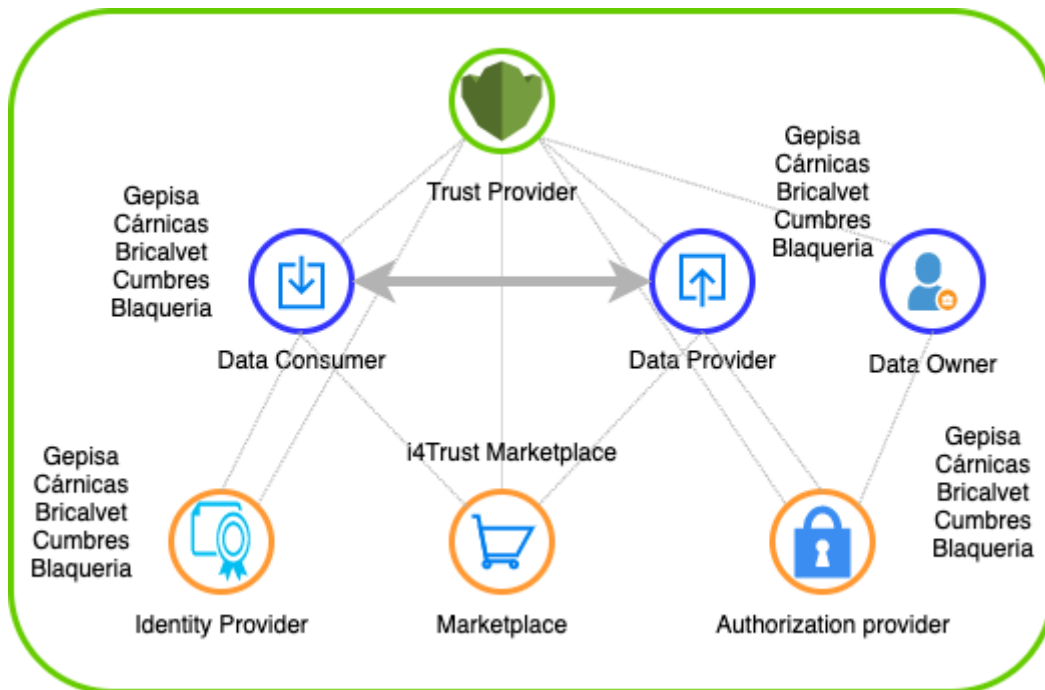 Trust Provider
Gepisa
Cárnicas
Bricalvet
Cumbres
Blaqueria
Gepisa
Cárnicas
Bricalvet
Cumbres
Blaqueria
Data Consumer
Data Provider
Data Owner
i4Trust Marketplace
Gepisa
Cárnicas
Bricalvet
Cumbres
Blaqueria
Gepisa
Cárnicas
Bricalvet
Cumbres
Blaqueria
Identity Provider
Marketplace
Authorization provider